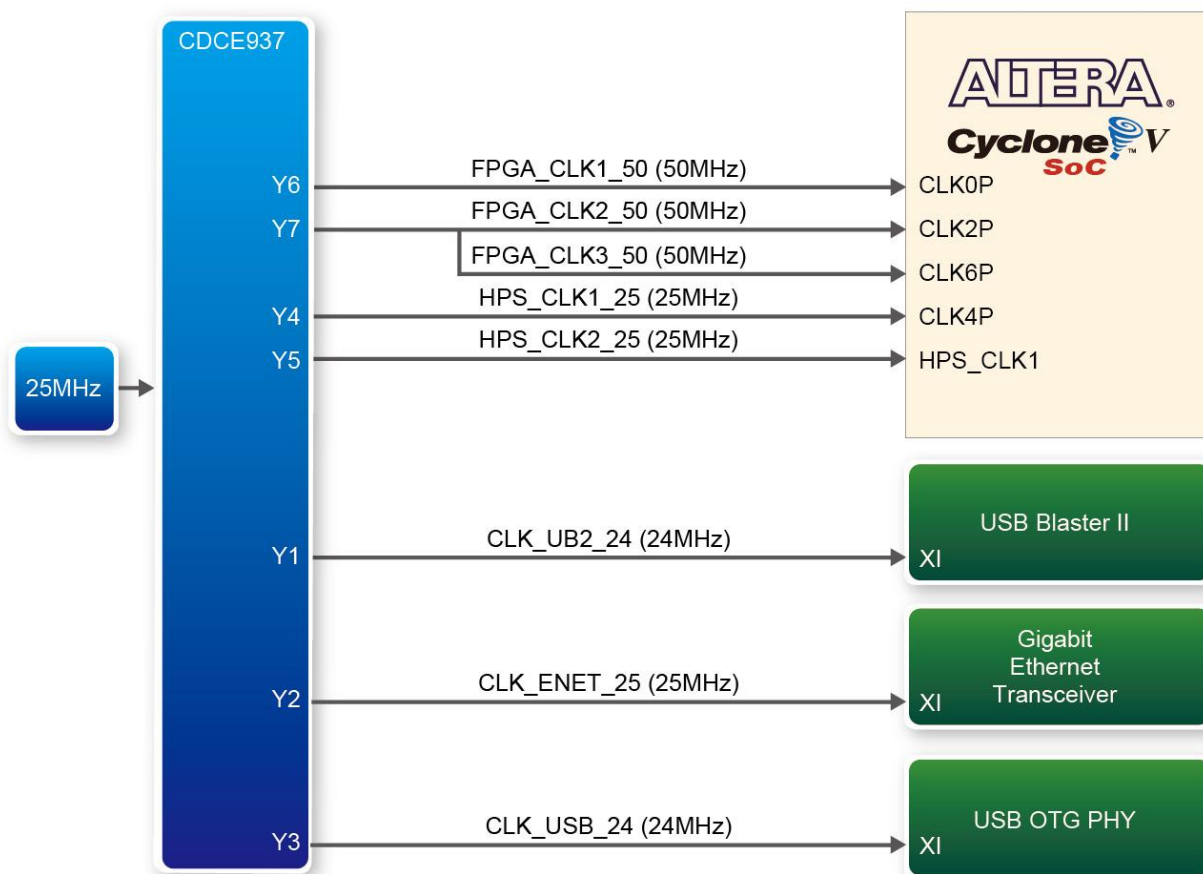 CDCE937
ALTERA®
Cyclone™ V
SoC
Y6
FPGA_CLK1_50 (50MHz)
CLK0P
Y7
FPGA_CLK2_50 (50MHz)
CLK2P
FPGA_CLK3_50 (50MHz)
CLK6P
Y4
HPS_CLK1_25 (25MHz)
CLK4P
Y5
HPS_CLK2_25 (25MHz)
HPS_CLK1
25MHz
USB Blaster II
Y1
CLK_UB2_24 (24MHz)
XI
Gigabit
Ethernet
Transceiver
Y2
CLK_ENET_25 (25MHz)
XI
USB OTG PHY
Y3
CLK_USB_24 (24MHz)
XI